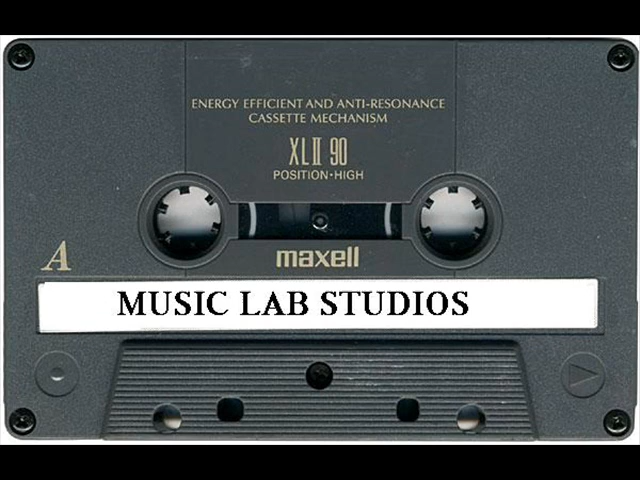 ENERGY EFFICIENT AND ANTI-RESONANCE
CASSETTE MECHANISM
XLII 90
POSITION·HIGH
maxell
A
MUSIC LAB STUDIOS